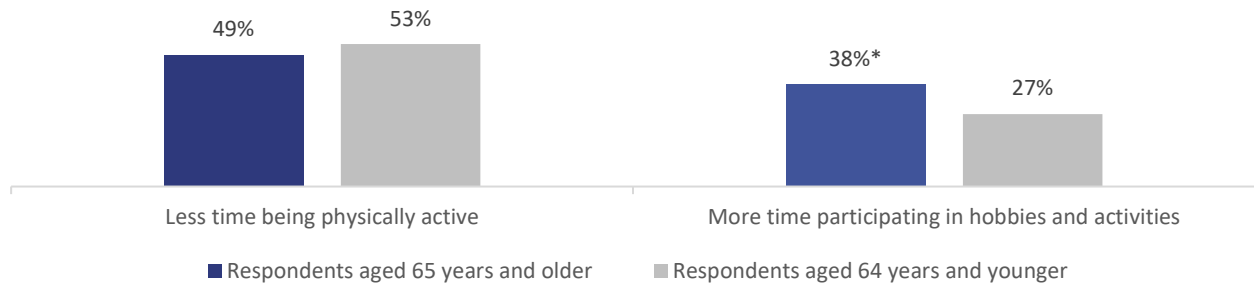 49%
53%
38%*
27%
Less time being physically active
More time participating in hobbies and activities
Respondents aged 65 years and older
Respondents aged 64 years and younger